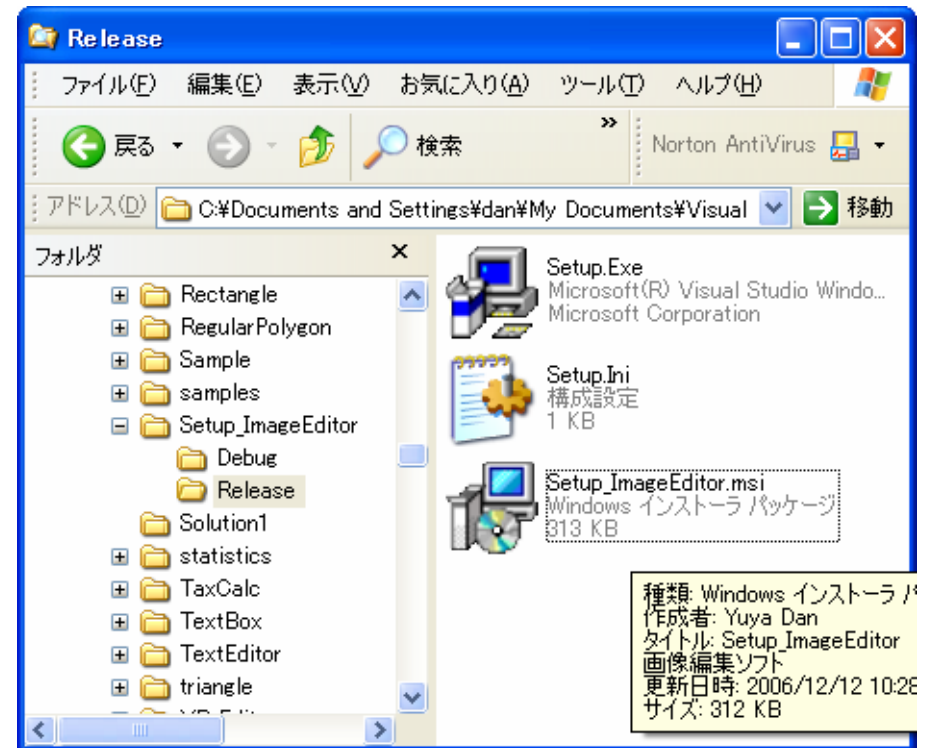 Release
ファイル(F) 編集(E) 表示(V) お気に入り(A) ツール(T) ヘルプ(H)
戻る 検索 » Norton AntiVirus
アドレス(D) C:¥Documents and Settings¥dan¥My Documents¥Visual 移動
フォルダ ×
Rectangle
RegularPolygon
Sample
samples
Setup_ImageEditor
Debug
Release
Solution1
statistics
TaxCalc
TextBox
TextEditor
triangle
Setup.Exe
Microsoft(R) Visual Studio Windo...
Microsoft Corporation
Setup.Ini
構成設定
1 KB
Setup_ImageEditor.msi
Windows インストーラ パッケージ
313 KB
種類: Windows インストーラ
作成者: Yuya Dan
タイトル: Setup_ImageEditor
画像編集ソフト
更新日時: 2006/12/12 10:28
サイズ: 312 KB